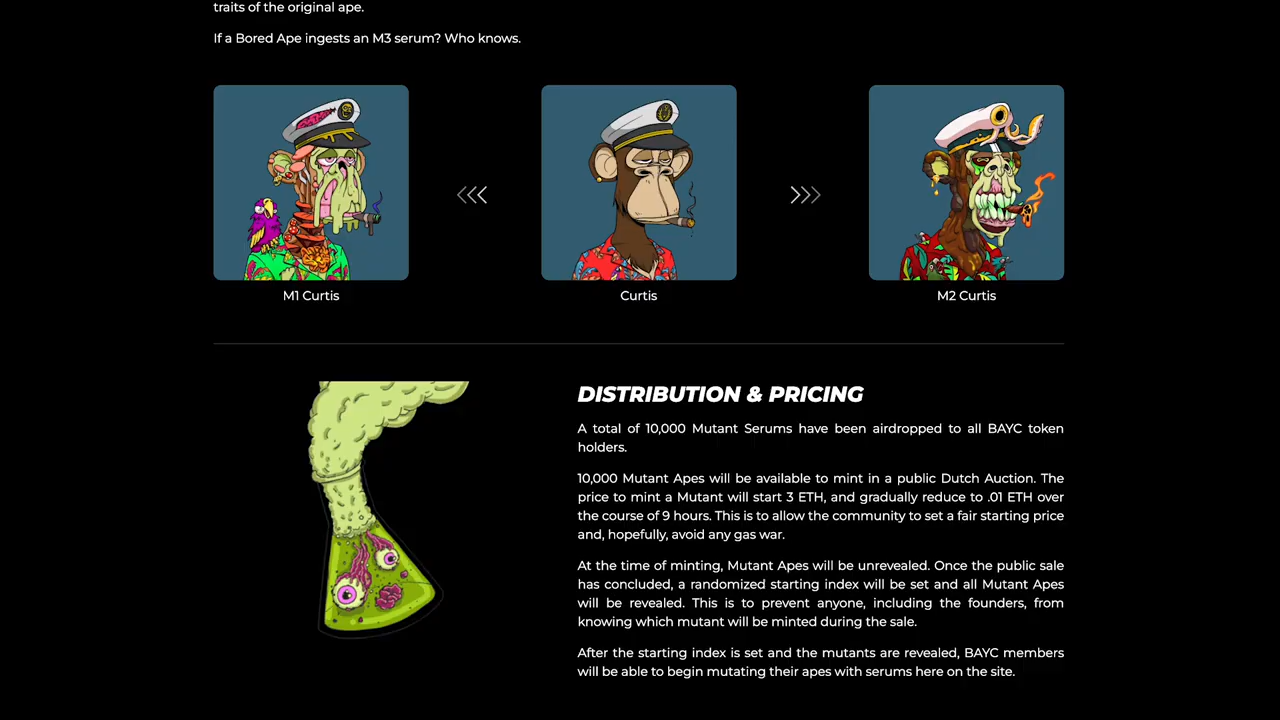 traits of the original ape.
If a Bored Ape ingests an M3 serum? Who knows.
M1 Curtis
Curtis
M2 Curtis
DISTRIBUTION & PRICING
A total of 10,000 Mutant Serums have been airdropped to all BAYC token
holders.
10,000 Mutant Apes will be available to mint in a public Dutch Auction. The
price to mint a Mutant will start 3 ETH, and gradually reduce to .01 ETH over
the course of 9 hours. This is to allow the community to set a fair starting price
and, hopefully, avoid any gas war.
At the time of minting, Mutant Apes will be unrevealed. Once the public sale
has concluded, a randomized starting index will be set and all Mutant Apes
will be revealed. This is to prevent anyone, including the founders, from
knowing which mutant will be minted during the sale.
After the starting index is set and the mutants are revealed, BAYC members
will be able to begin mutating their apes with serums here on the site.